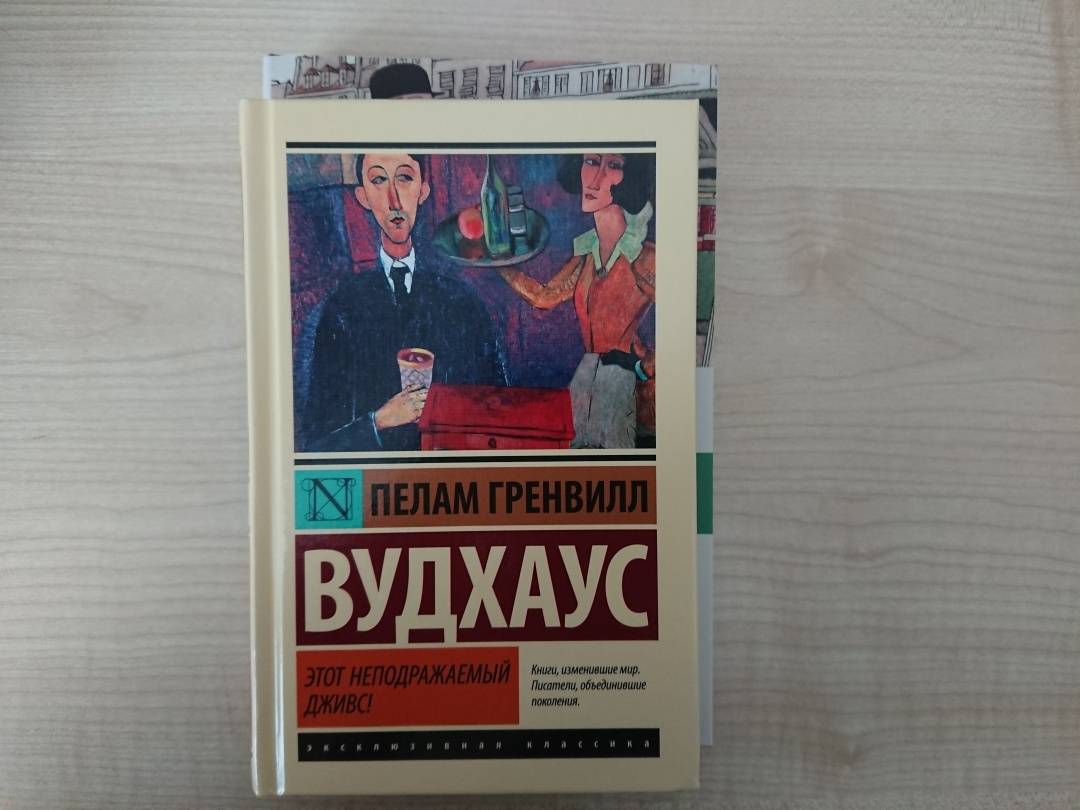 N
ПЕЛАМ ГРЕНВИЛЛ
ВУДХАУС
ЭТОТ НЕПОДРАЖАЕМЫЙ
ДЖИВС!
Книги, изменившие мир.
Писатели, объединившие
поколения.
эксклюзивная классика